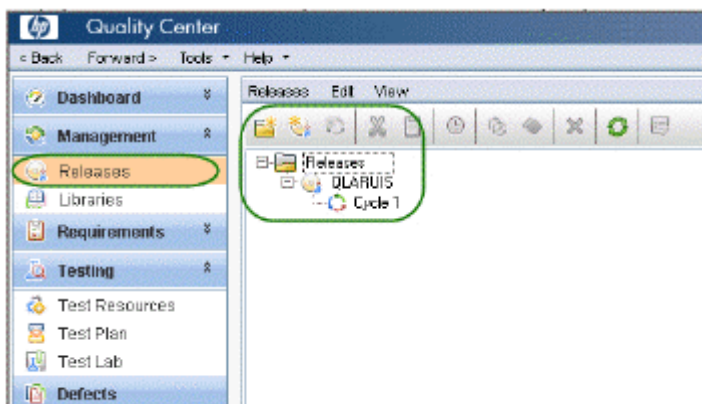 hp Quality Center
< Back Forward > Tools Help
Dashboard
Management
Releases
Libraries
Requirements
Testing
Test Resources
Test Plan
Test Lab
Defects
Releases Edit View
Releases
QLARUIS
Cycle 1